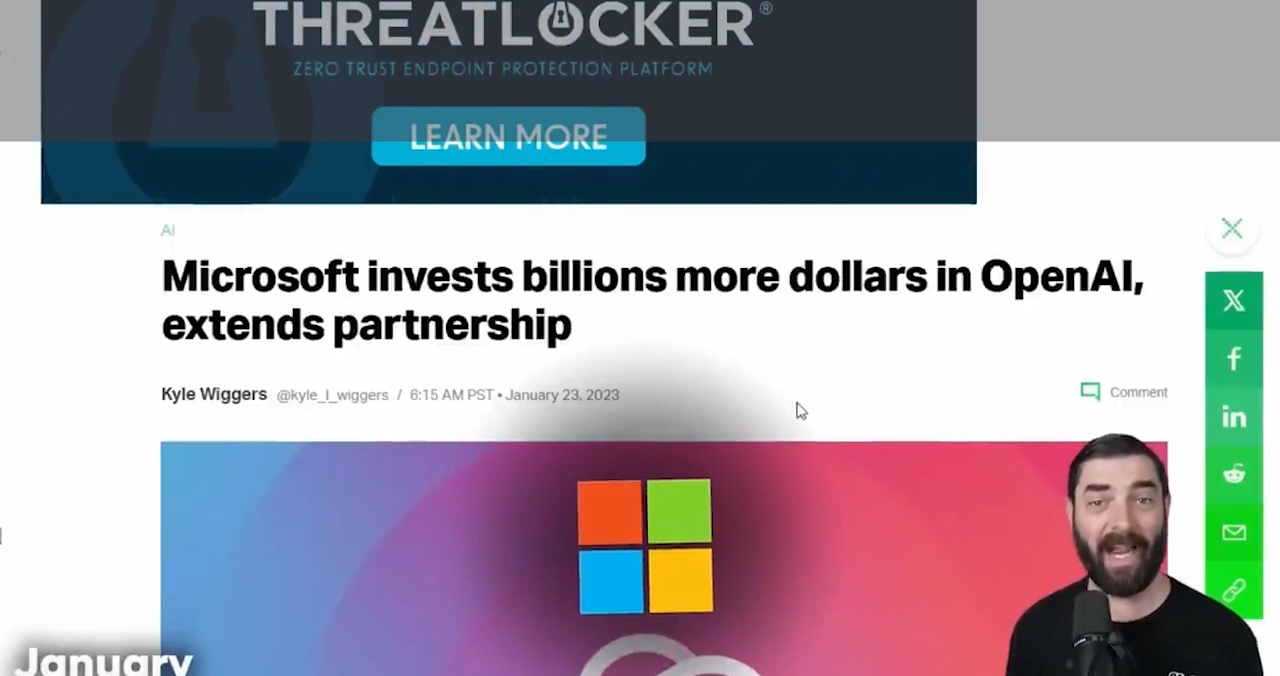 THREATLOCKER®
ZERO TRUST ENDPOINT PROTECTION PLATFORM
LEARN MORE
AI
Microsoft invests billions more dollars in OpenAI,
extends partnership
Kyle Wiggers @kyle_l_wiggers / 6:15 AM PST • January 23, 2023
Comment
X
f
in
January